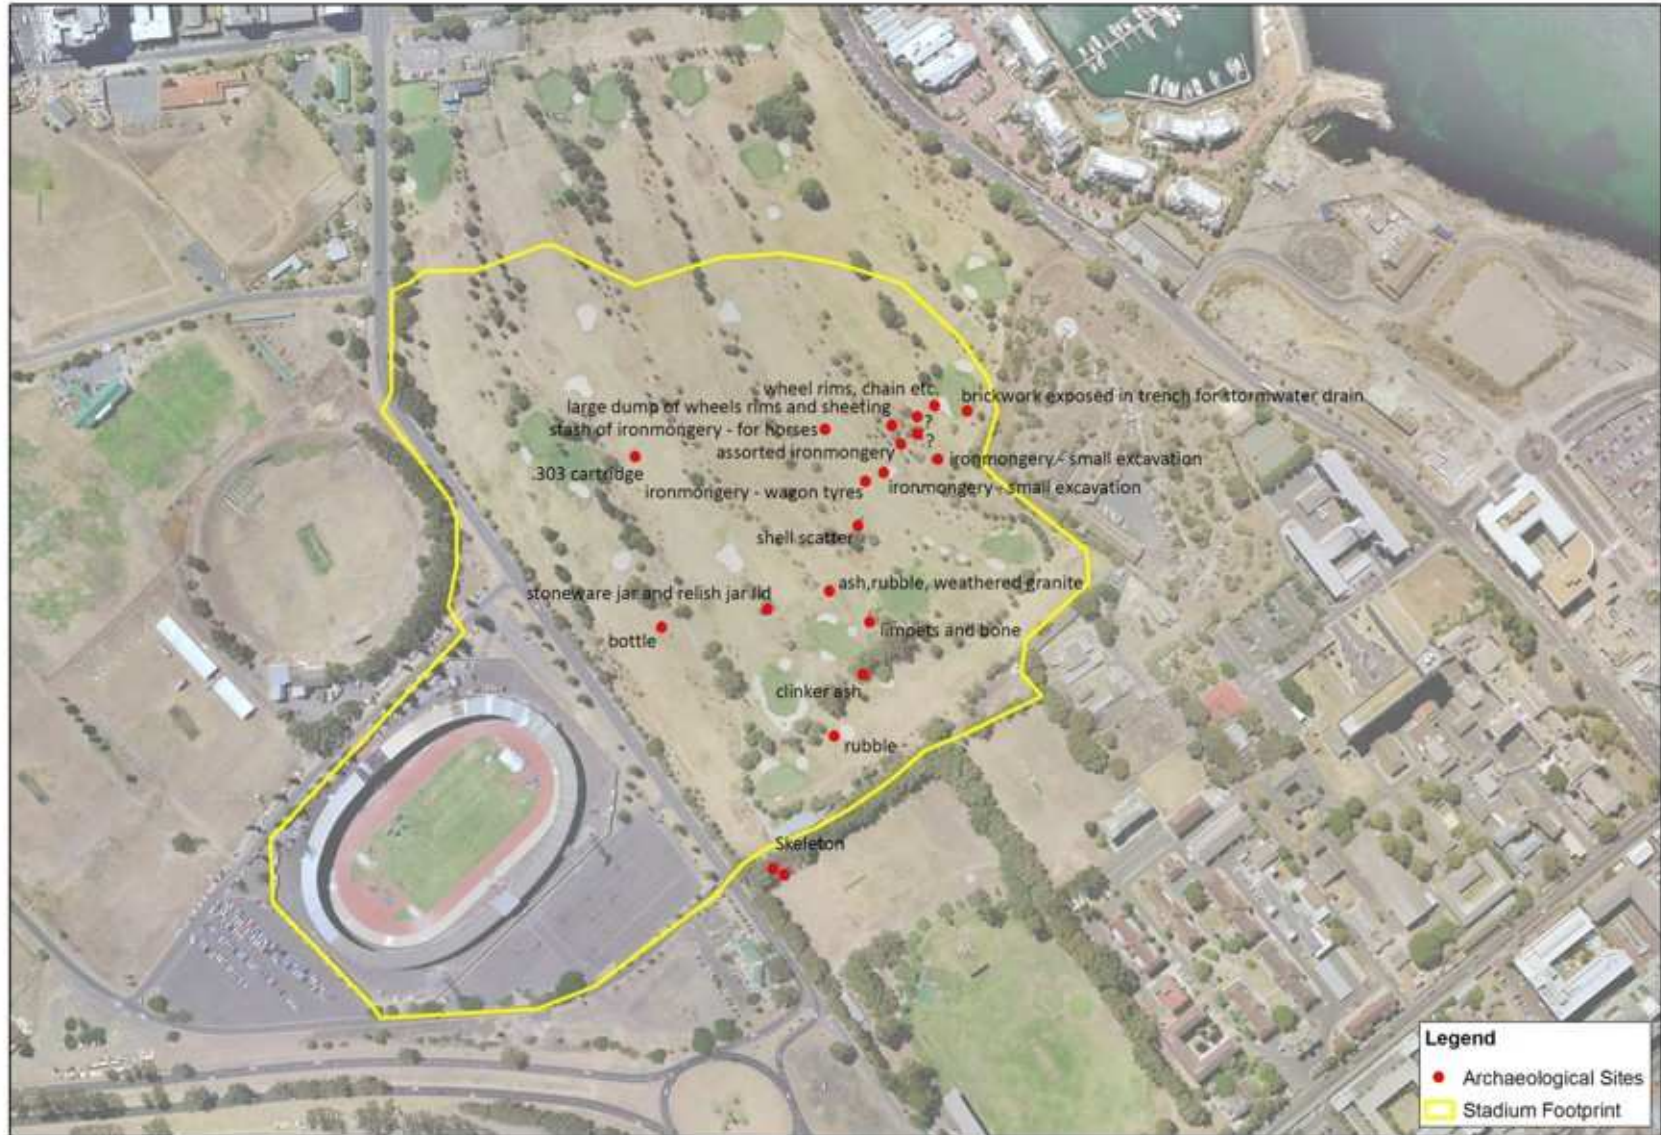 wheel rims, chain etc.
brickwork exposed in trench for stormwater drain
large dump of wheels rims and sheeting
?
stash of ironmongery - for horses
?
assorted ironmongery
ironmongery - small excavation
.303 cartridge
ironmongery - wagon tyres
ironmongery - small excavation
shell scatter
ash,rubble, weathered granite
stoneware jar and relish jar lid
limpets and bone
bottle
clinker ash
rubble
Skeleton
Legend
Archaeological Sites
Stadium Footprint